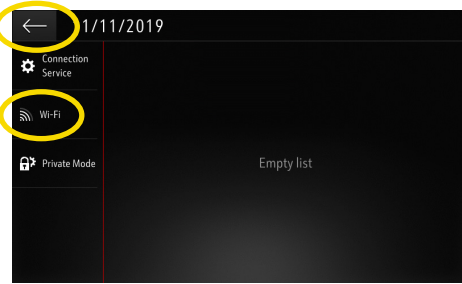 1/11/2019
Connection
Service
Wi-Fi
Private Mode
Empty list